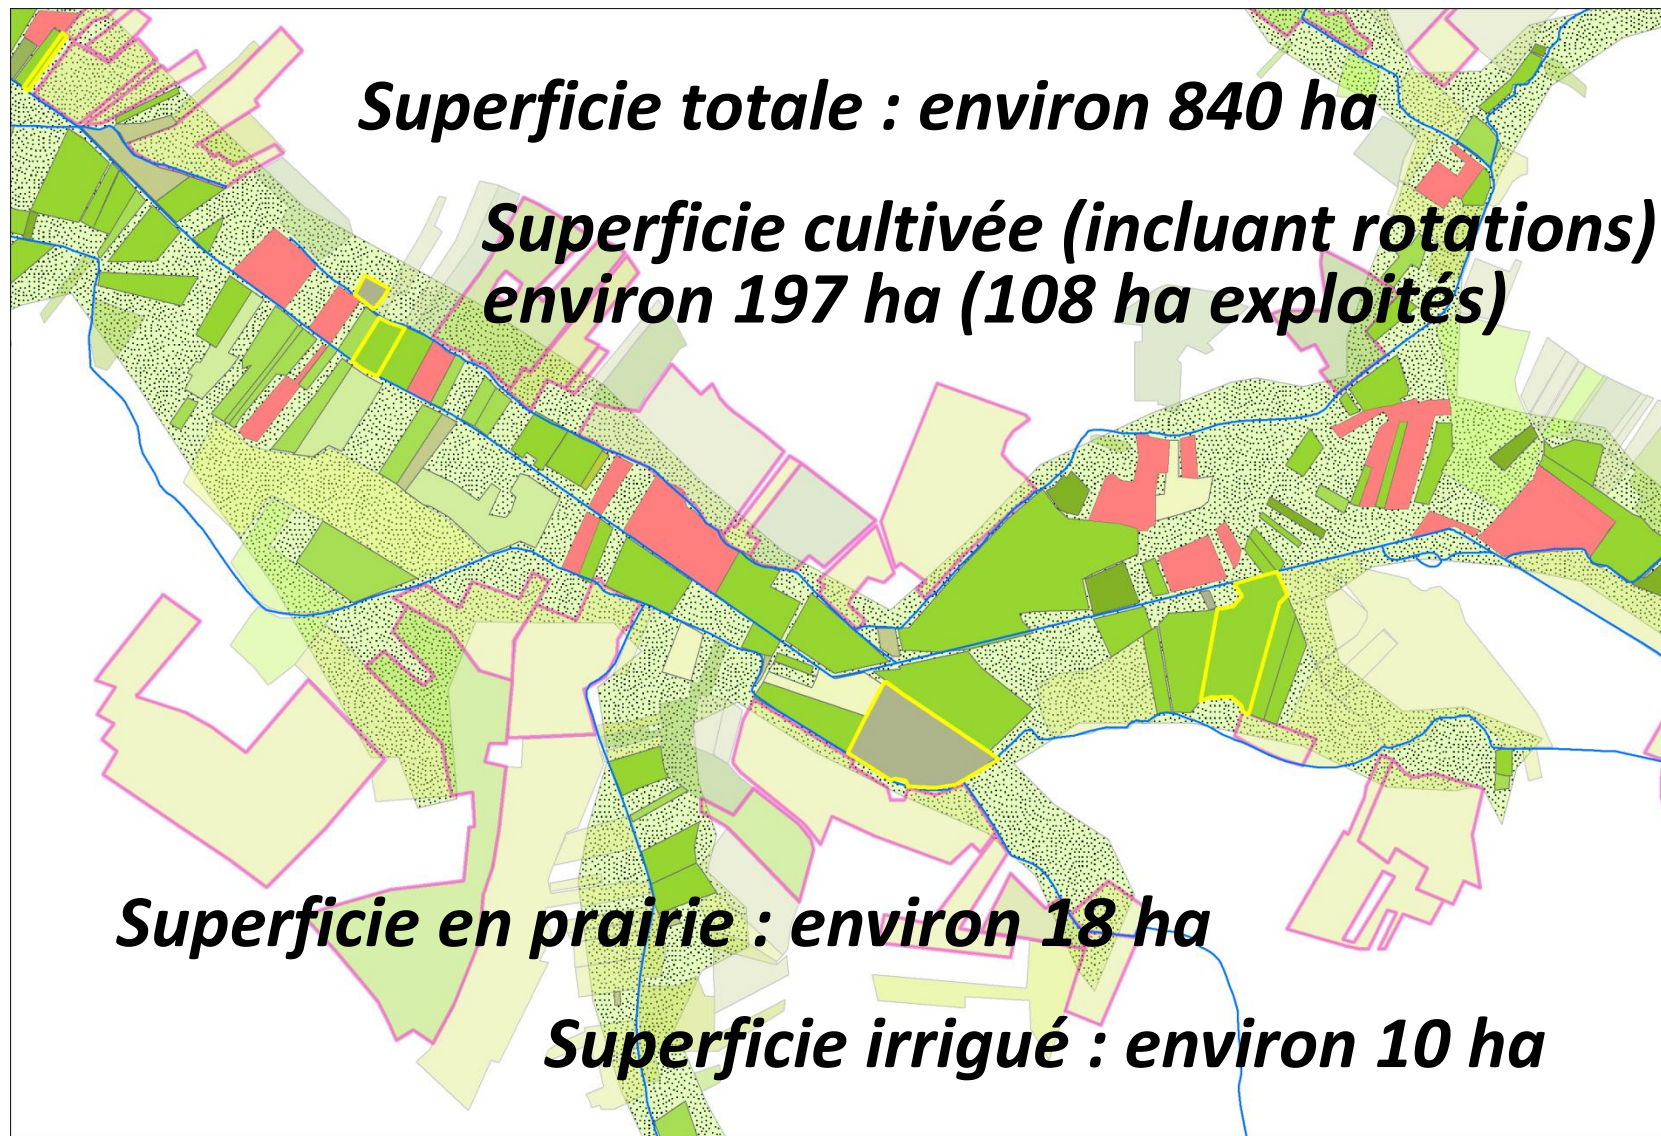 Superficie totale : environ 840 ha
Superficie cultivée (incluant rotations)
environ 197 ha (108 ha exploités)
Superficie en prairie : environ 18 ha
Superficie irrigué : environ 10 ha